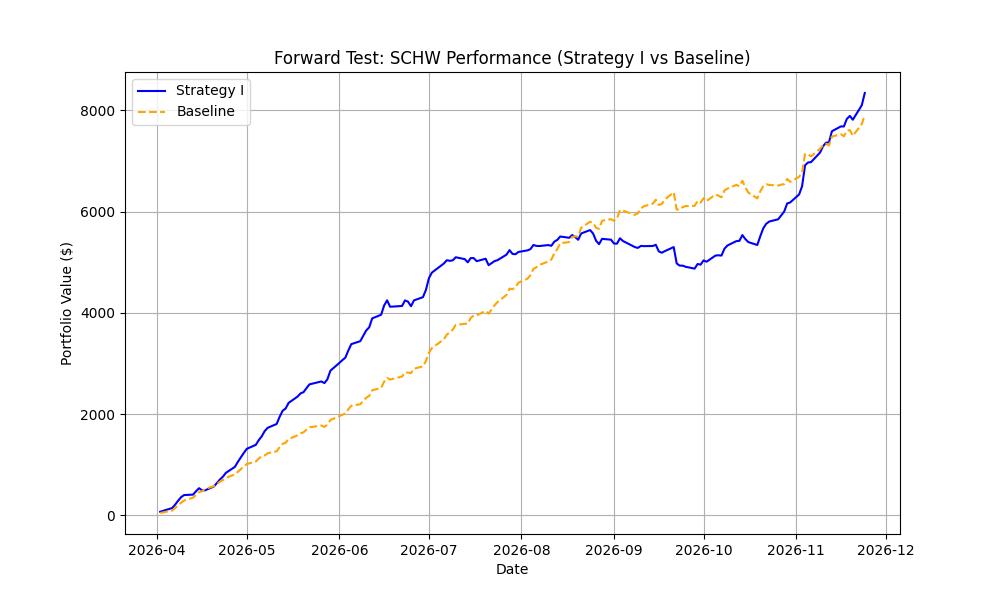 Forward Test: SCHW Performance (Strategy I vs Baseline)
Strategy I
Baseline
Portfolio Value ($)
8000
6000
4000
2000
0
2026-04 2026-05 2026-06 2026-07 2026-08 2026-09 2026-10 2026-11 2026-12
Date